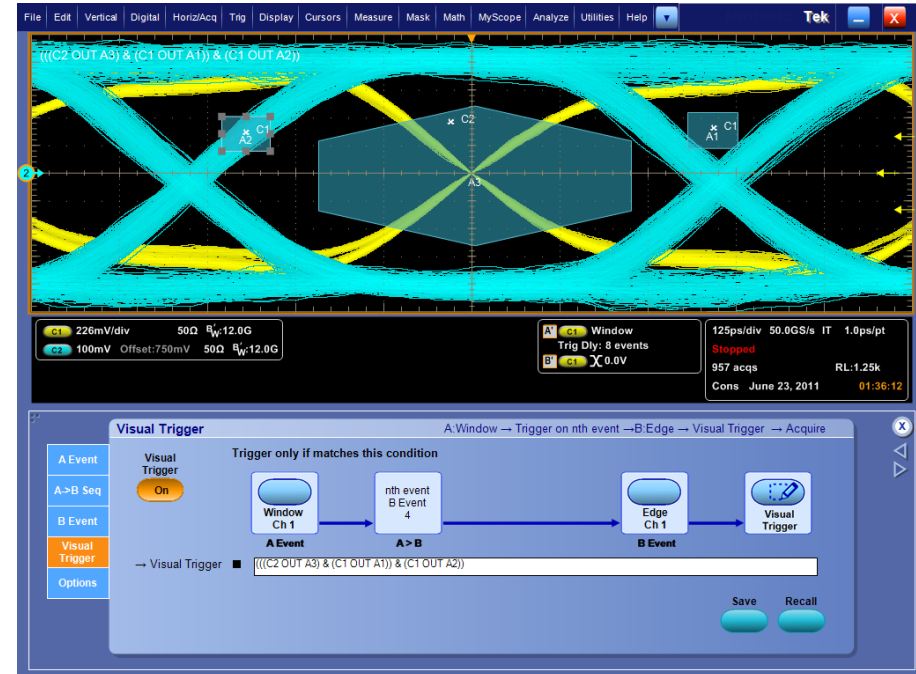 File Edit Vertical Digital Horiz/Acq Trig Display Cursors Measure Mask Math MyScope Analyze Utilities Help Tek X
(((C2 OUT A3) & (C1 OUT A1)) & (C1 OUT A2))
C1
A2
C2
A3
C1
A1
2
C1 226mV/div 50Ω BW:12.0G
C2 100mV Offset:750mV 50Ω BW:12.0G
A' C1 Window
Trig Dly: 8 events
B' C1 0.0V
125ps/div 50.0GS/s IT 1.0ps/pt
Stopped
957 acqs RL:1.25k
Cons June 23, 2011 01:36:12
Visual Trigger
A:Window → Trigger on nth event →B:Edge → Visual Trigger → Acquire
X
A Event
A->B Seq
B Event
Visual
Trigger
Options
Visual
Trigger
On
Trigger only if matches this condition
Window
Ch 1
A Event
nth event
B Event
4
A > B
Edge
Ch 1
B Event
Visual
Trigger
→ Visual Trigger
(((C2 OUT A3) & (C1 OUT A1)) & (C1 OUT A2))
Save Recall